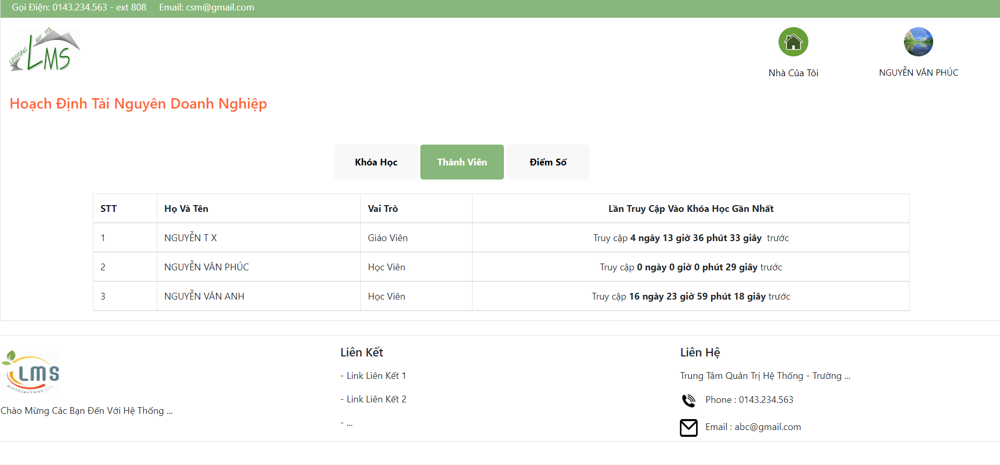 Gọi Điện: 0143.234.563 - ext 808 Email: csm@gmail.com
LEISTUNG MIT STIL
LMS
Nhà Của Tôi NGUYỄN VĂN PHÚC
Hoạch Định Tài Nguyên Doanh Nghiệp
Khóa Học Thành Viên Điểm Số
STT Họ Và Tên Vai Trò Lần Truy Cập Vào Khóa Học Gần Nhất
1 NGUYỄN T X Giáo Viên Truy cập 4 ngày 13 giờ 36 phút 33 giây trước
2 NGUYỄN VĂN PHÚC Học Viên Truy cập 0 ngày 0 giờ 0 phút 29 giây trước
3 NGUYỄN VĂN ANH Học Viên Truy cập 16 ngày 23 giờ 59 phút 18 giây trước
LMS
Chào Mừng Các Bạn Đến Với Hệ Thống ...
Liên Kết
- Link Liên Kết 1
- Link Liên Kết 2
- ...
Liên Hệ
Trung Tâm Quản Trị Hệ Thống - Trường ...
Phone : 0143.234.563
Email : abc@gmail.com